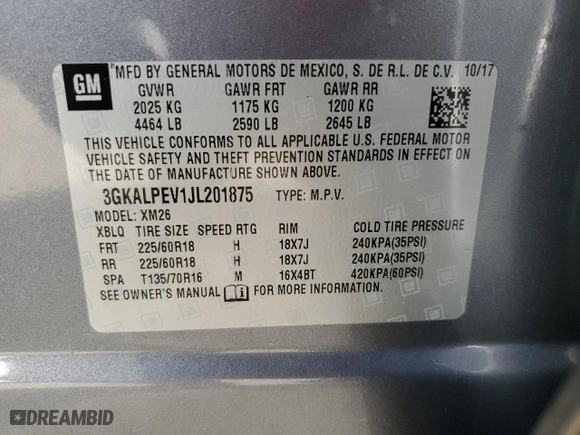 GM
MFD BY GENERAL MOTORS DE MEXICO, S. DE R.L. DE C.V. 10/17
GVWR GAWR FRT GAWR RR
2025 KG 1175 KG 1200 KG
4464 LB 2590 LB 2645 LB
THIS VEHICLE CONFORMS TO ALL APPLICABLE U.S. FEDERAL MOTOR
VEHICLE SAFETY AND THEFT PREVENTION STANDARDS IN EFFECT ON
THE DATE OF MANUFACTURE SHOWN ABOVE.
3GKALPEV1JL201875 TYPE: M.P.V.
MODEL: XM26
XBLQ TIRE SIZE SPEED RTG RIM COLD TIRE PRESSURE
FRT 225/60R18 H 18X7J 240KPA(35PSI)
RR 225/60R18 H 18X7J 240KPA(35PSI)
SPA T135/70R16 M 16X4BT 420KPA(60PSI)
SEE OWNER'S MANUAL FOR MORE INFORMATION.
DREAMBID